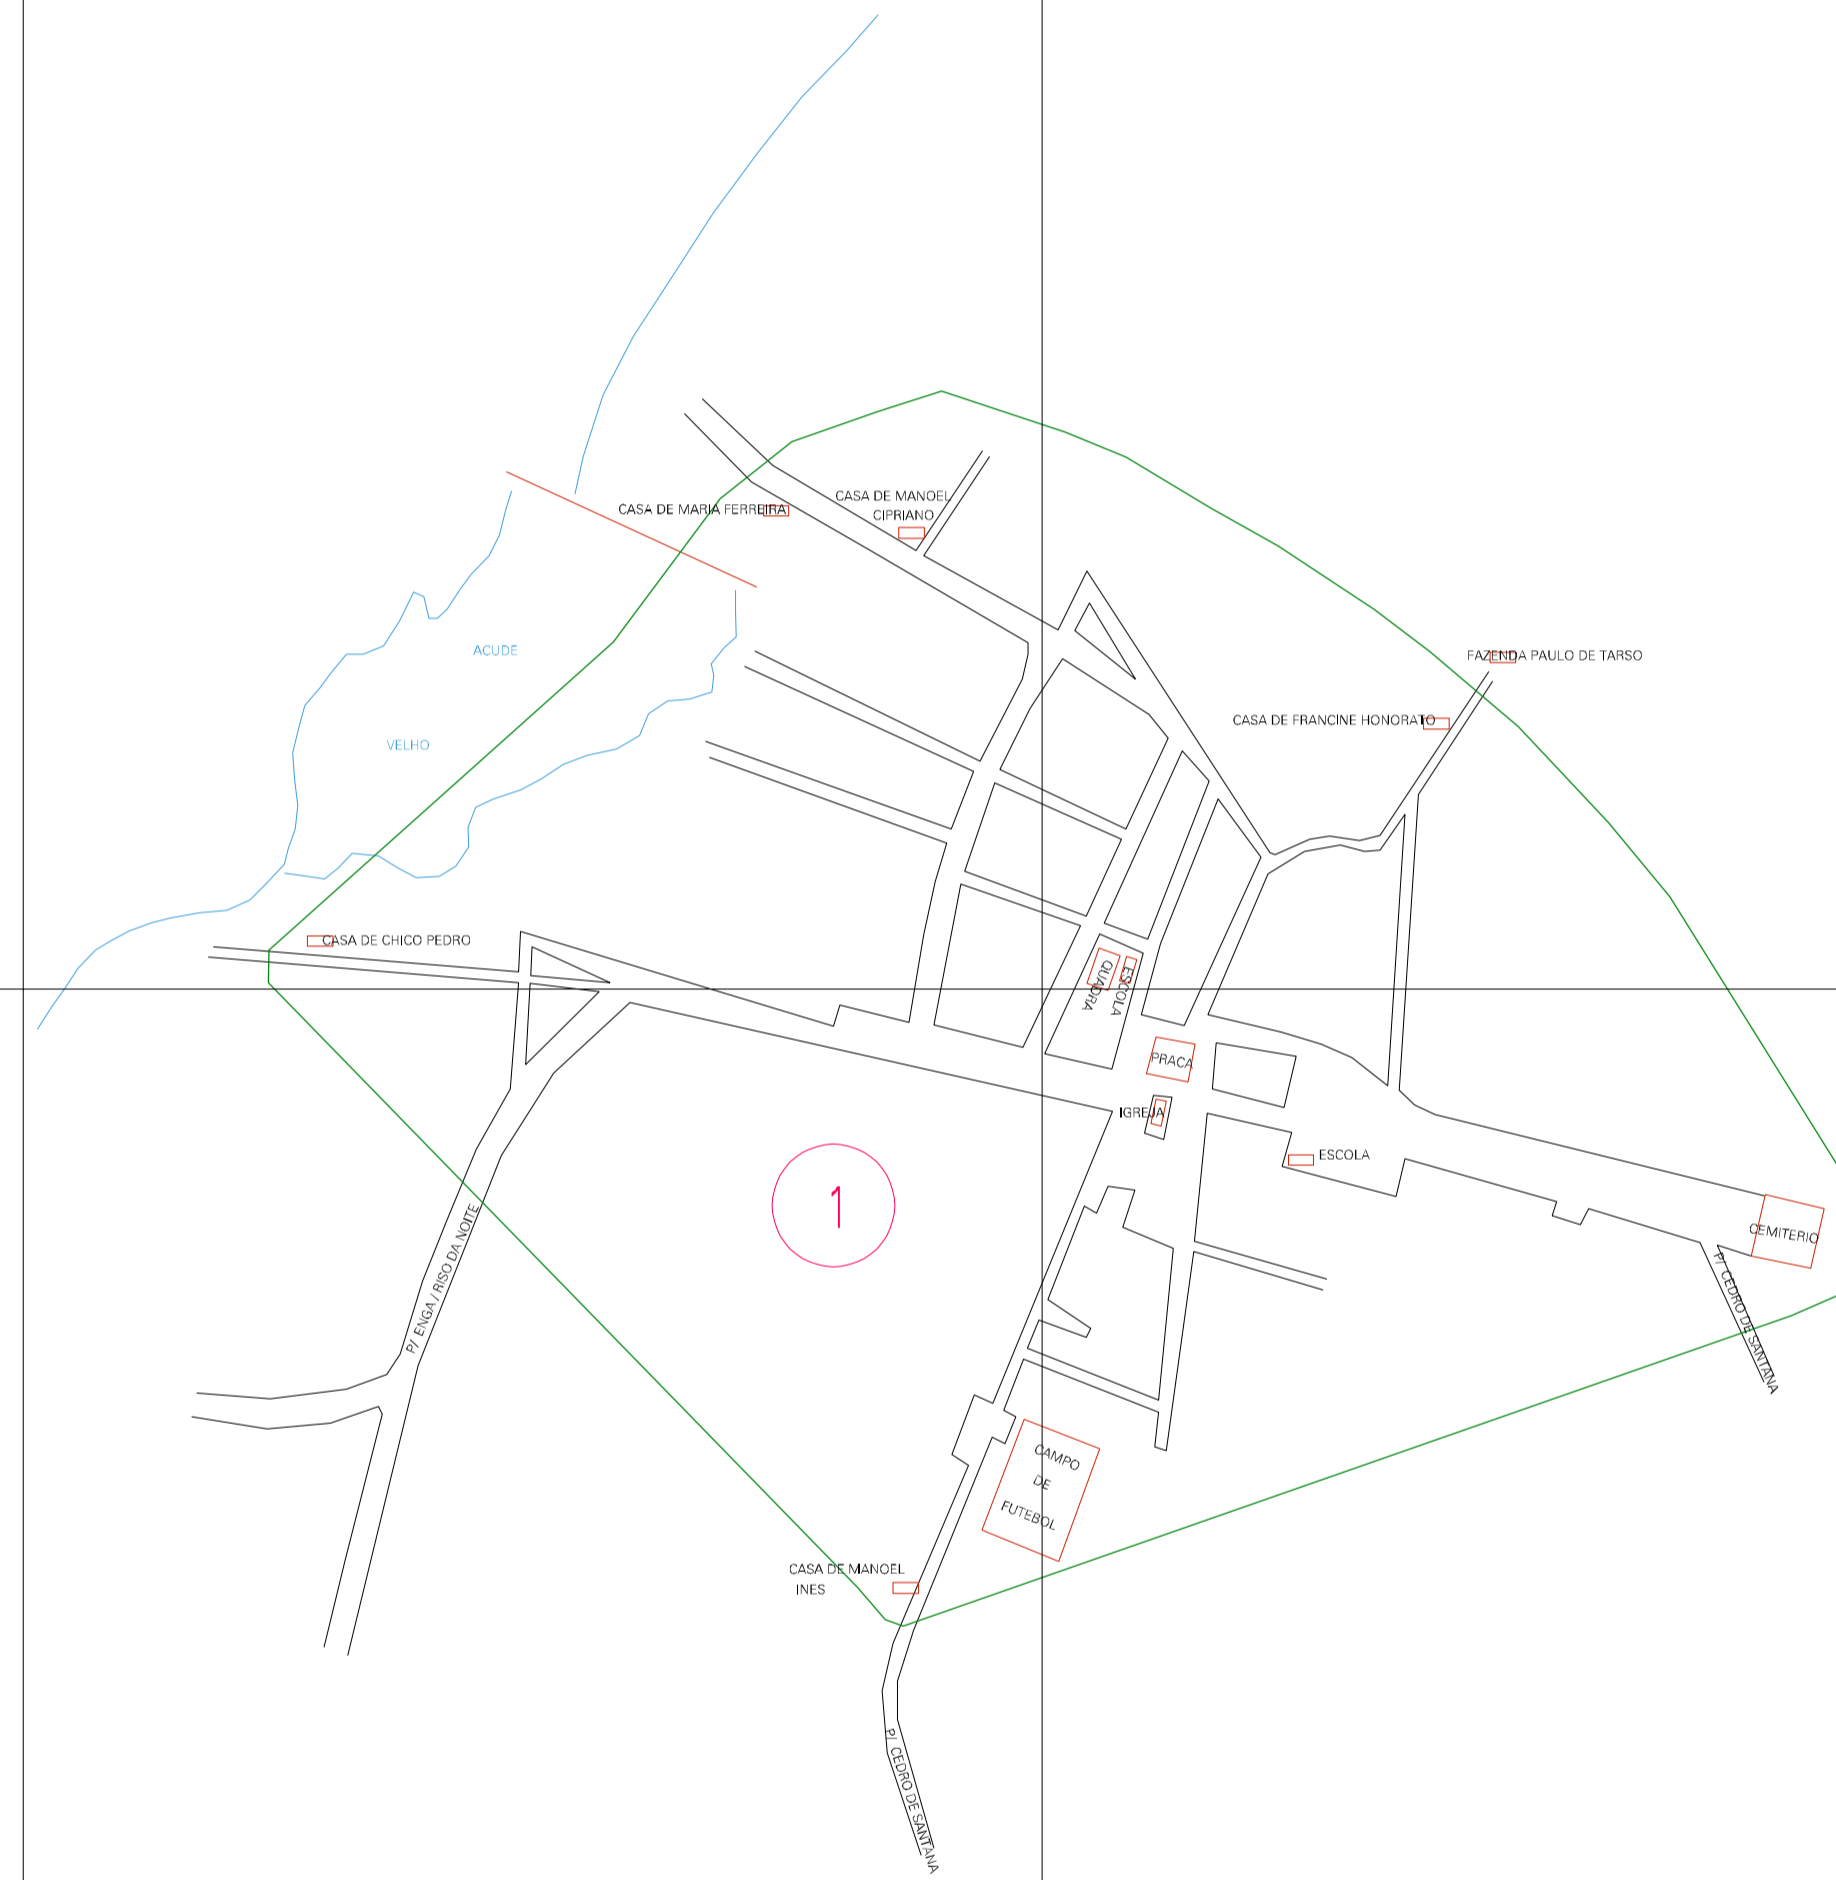 CASA DE MANOEL
CIPRIANO
CASA DE MARIA FERREIRA
ACUDE
FAZENDA PAULO DE TARSO
CASA DE FRANCINE HONORATO
VELHO
CASA DE CHICO PEDRO
QUADRA
ESCOLA
PRACA
IGREJA
ESCOLA
1
CEMITERIO
P/ ENGA / RISO DA NOITE
P/ CEDRO DE SANTANA
CAMPO
DE
FUTEBOL
CASA DE MANOEL
INES
P/ CEDRO DE SANTANA